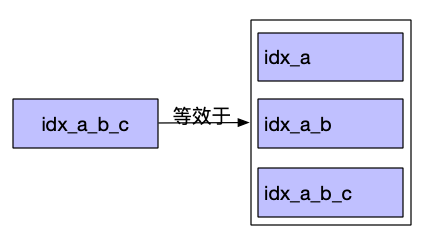 idx_a_b_c
等效于
idx_a
idx_a_b
idx_a_b_c